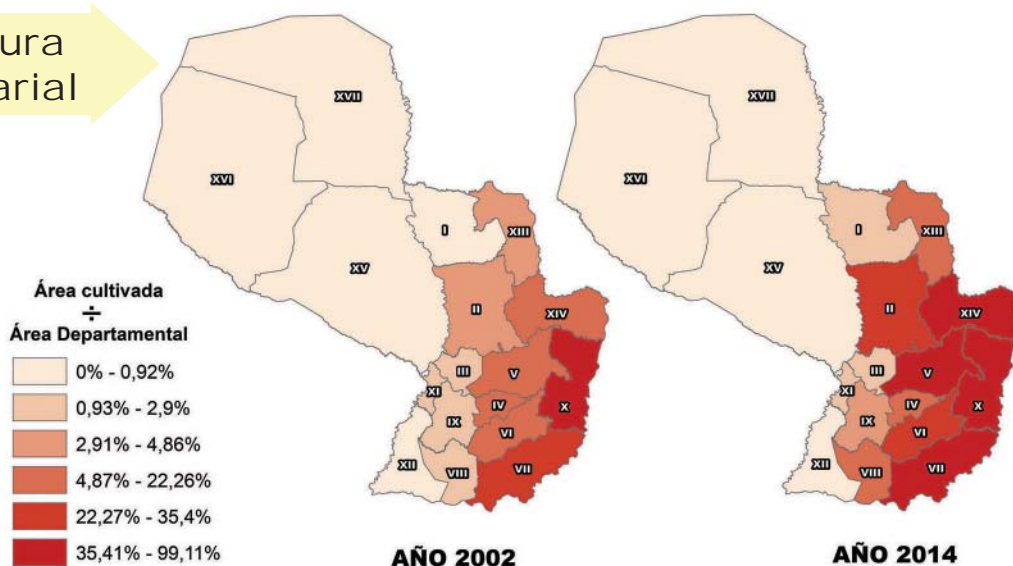 ura
arial
XVII
XVI
XV
I
XIII
II
XIV
III
V
XI
IV
X
IX
VI
XII
VIII
VII
XVII
XVI
XV
I
XIII
II
XIV
III
V
XI
IV
X
IX
VI
XII
VIII
VII
Área cultivada
÷
Área Departamental
0% - 0,92%
0,93% - 2,9%
2,91% - 4,86%
4,87% - 22,26%
22,27% - 35,4%
35,41% - 99,11%
AÑO 2002
AÑO 2014